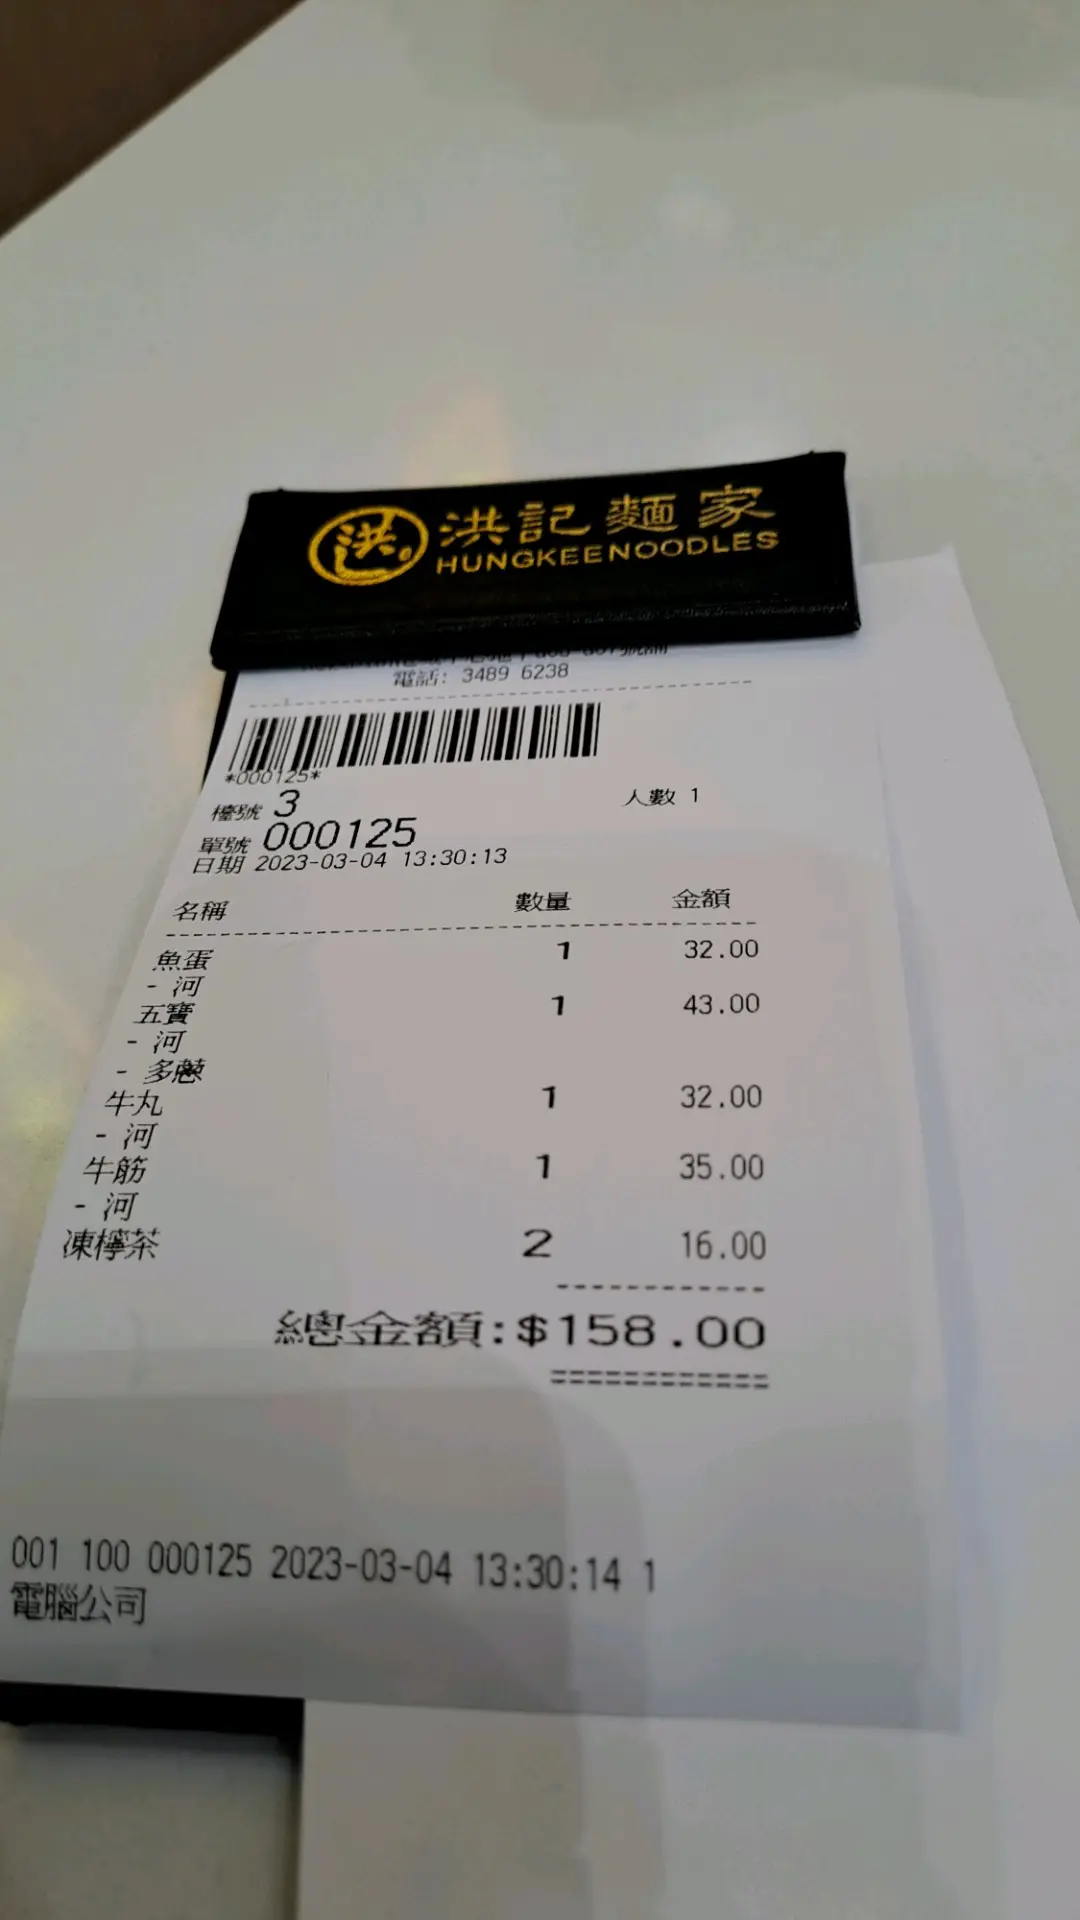 洪 洪記麵家
HUNGKEENOODLES
電話: 3489 6238
*000125*
檯號 3 人數 1
單號 000125
日期 2023-03-04 13:30:13
名稱 數量 金額
魚蛋 1 32.00
- 河
五寶 1 43.00
- 河
- 多蔥
牛丸 1 32.00
- 河
牛筋 1 35.00
- 河
凍檸茶 2 16.00
總金額:$158.00
001 100 000125 2023-03-04 13:30:14 1
電腦公司